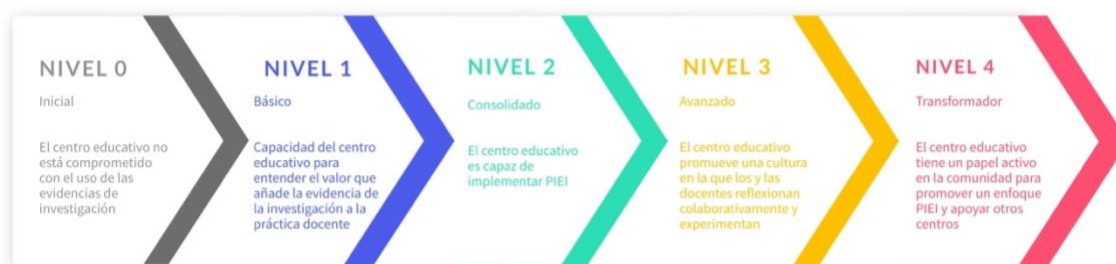 NIVEL 0
Inicial
El centro educativo no
está comprometido
con el uso de las
evidencias de
investigación
NIVEL 1
Básico
Capacidad del centro
educativo para
entender el valor que
añade la evidencia de
la investigación a la
práctica docente
NIVEL 2
Consolidado
El centro educativo
es capaz de
implementar PIEI
NIVEL 3
Avanzado
El centro educativo
promueve una cultura
en la que los y las
docentes reflexionan
colaborativamente y
experimentan
NIVEL 4
Transformador
El centro educativo
tiene un papel activo
en la comunidad para
promover un enfoque
PIEI y apoyar otros
centros